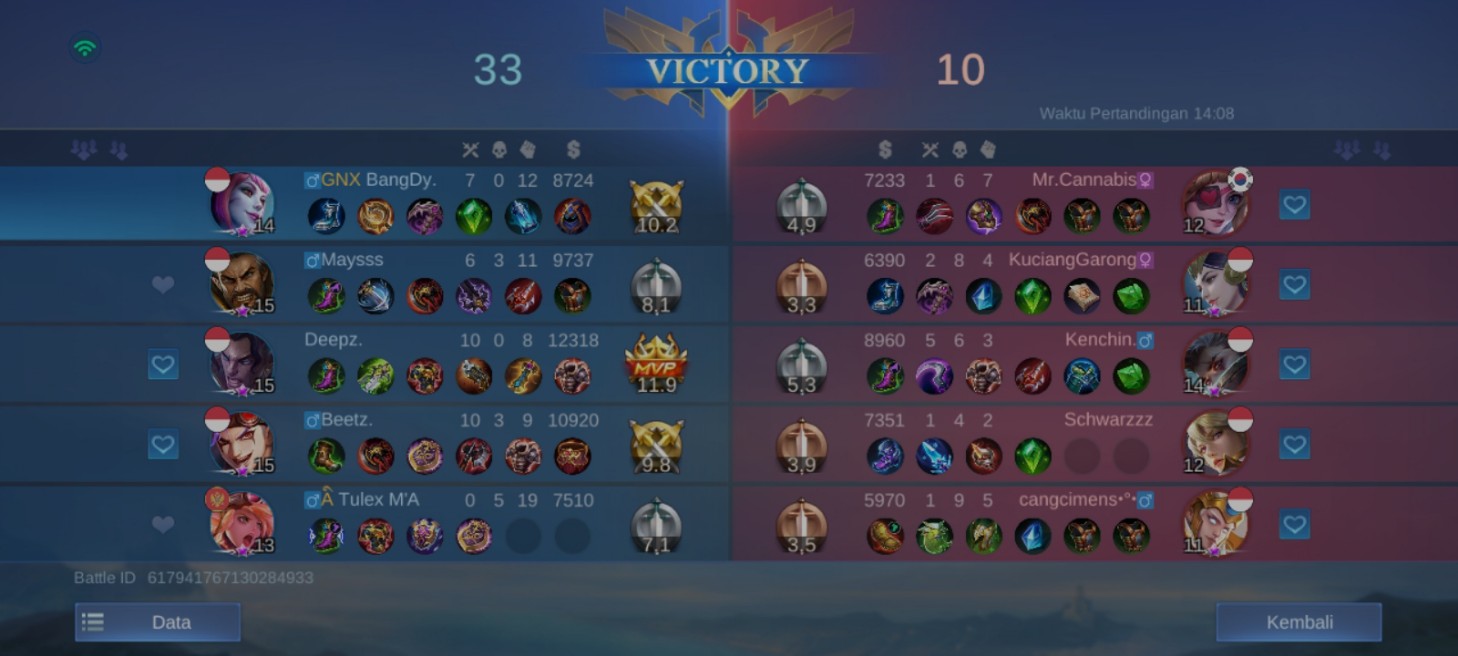 33 VICTORY 10
Waktu Pertandingan 14:08
GNX BangDy. 7 0 12 8724
14 10.2
7233 1 6 7 Mr.Cannabis
4,9 12
Maysss 6 3 11 9737
15 8,1
6390 2 8 4 KuciangGarong
3,3 11
Deepz. 10 0 8 12318
15 MVP 11.9
8960 5 6 3 Kenchin.
5,3 14
Beetz. 10 3 9 10920
15 9.8
7351 1 4 2 Schwarzzz
3,9 12
Tulex M'A 0 5 19 7510
13 7,1
5970 1 9 5 cangcimens•°•
3,5 11
Battle ID 617941767130284933
Data
Kembali